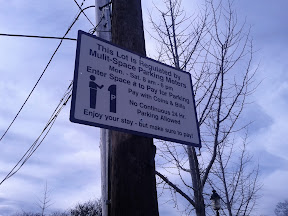 This Lot is Regulated by
Mulit-Space Parking Meters
Mon. - Sat. 8 am - 6 pm
Enter Space # to Pay for Parking
Pay with Coins & Bills
No Continuous 24 Hr.
Parking Allowed
Enjoy your stay - but make sure to pay!